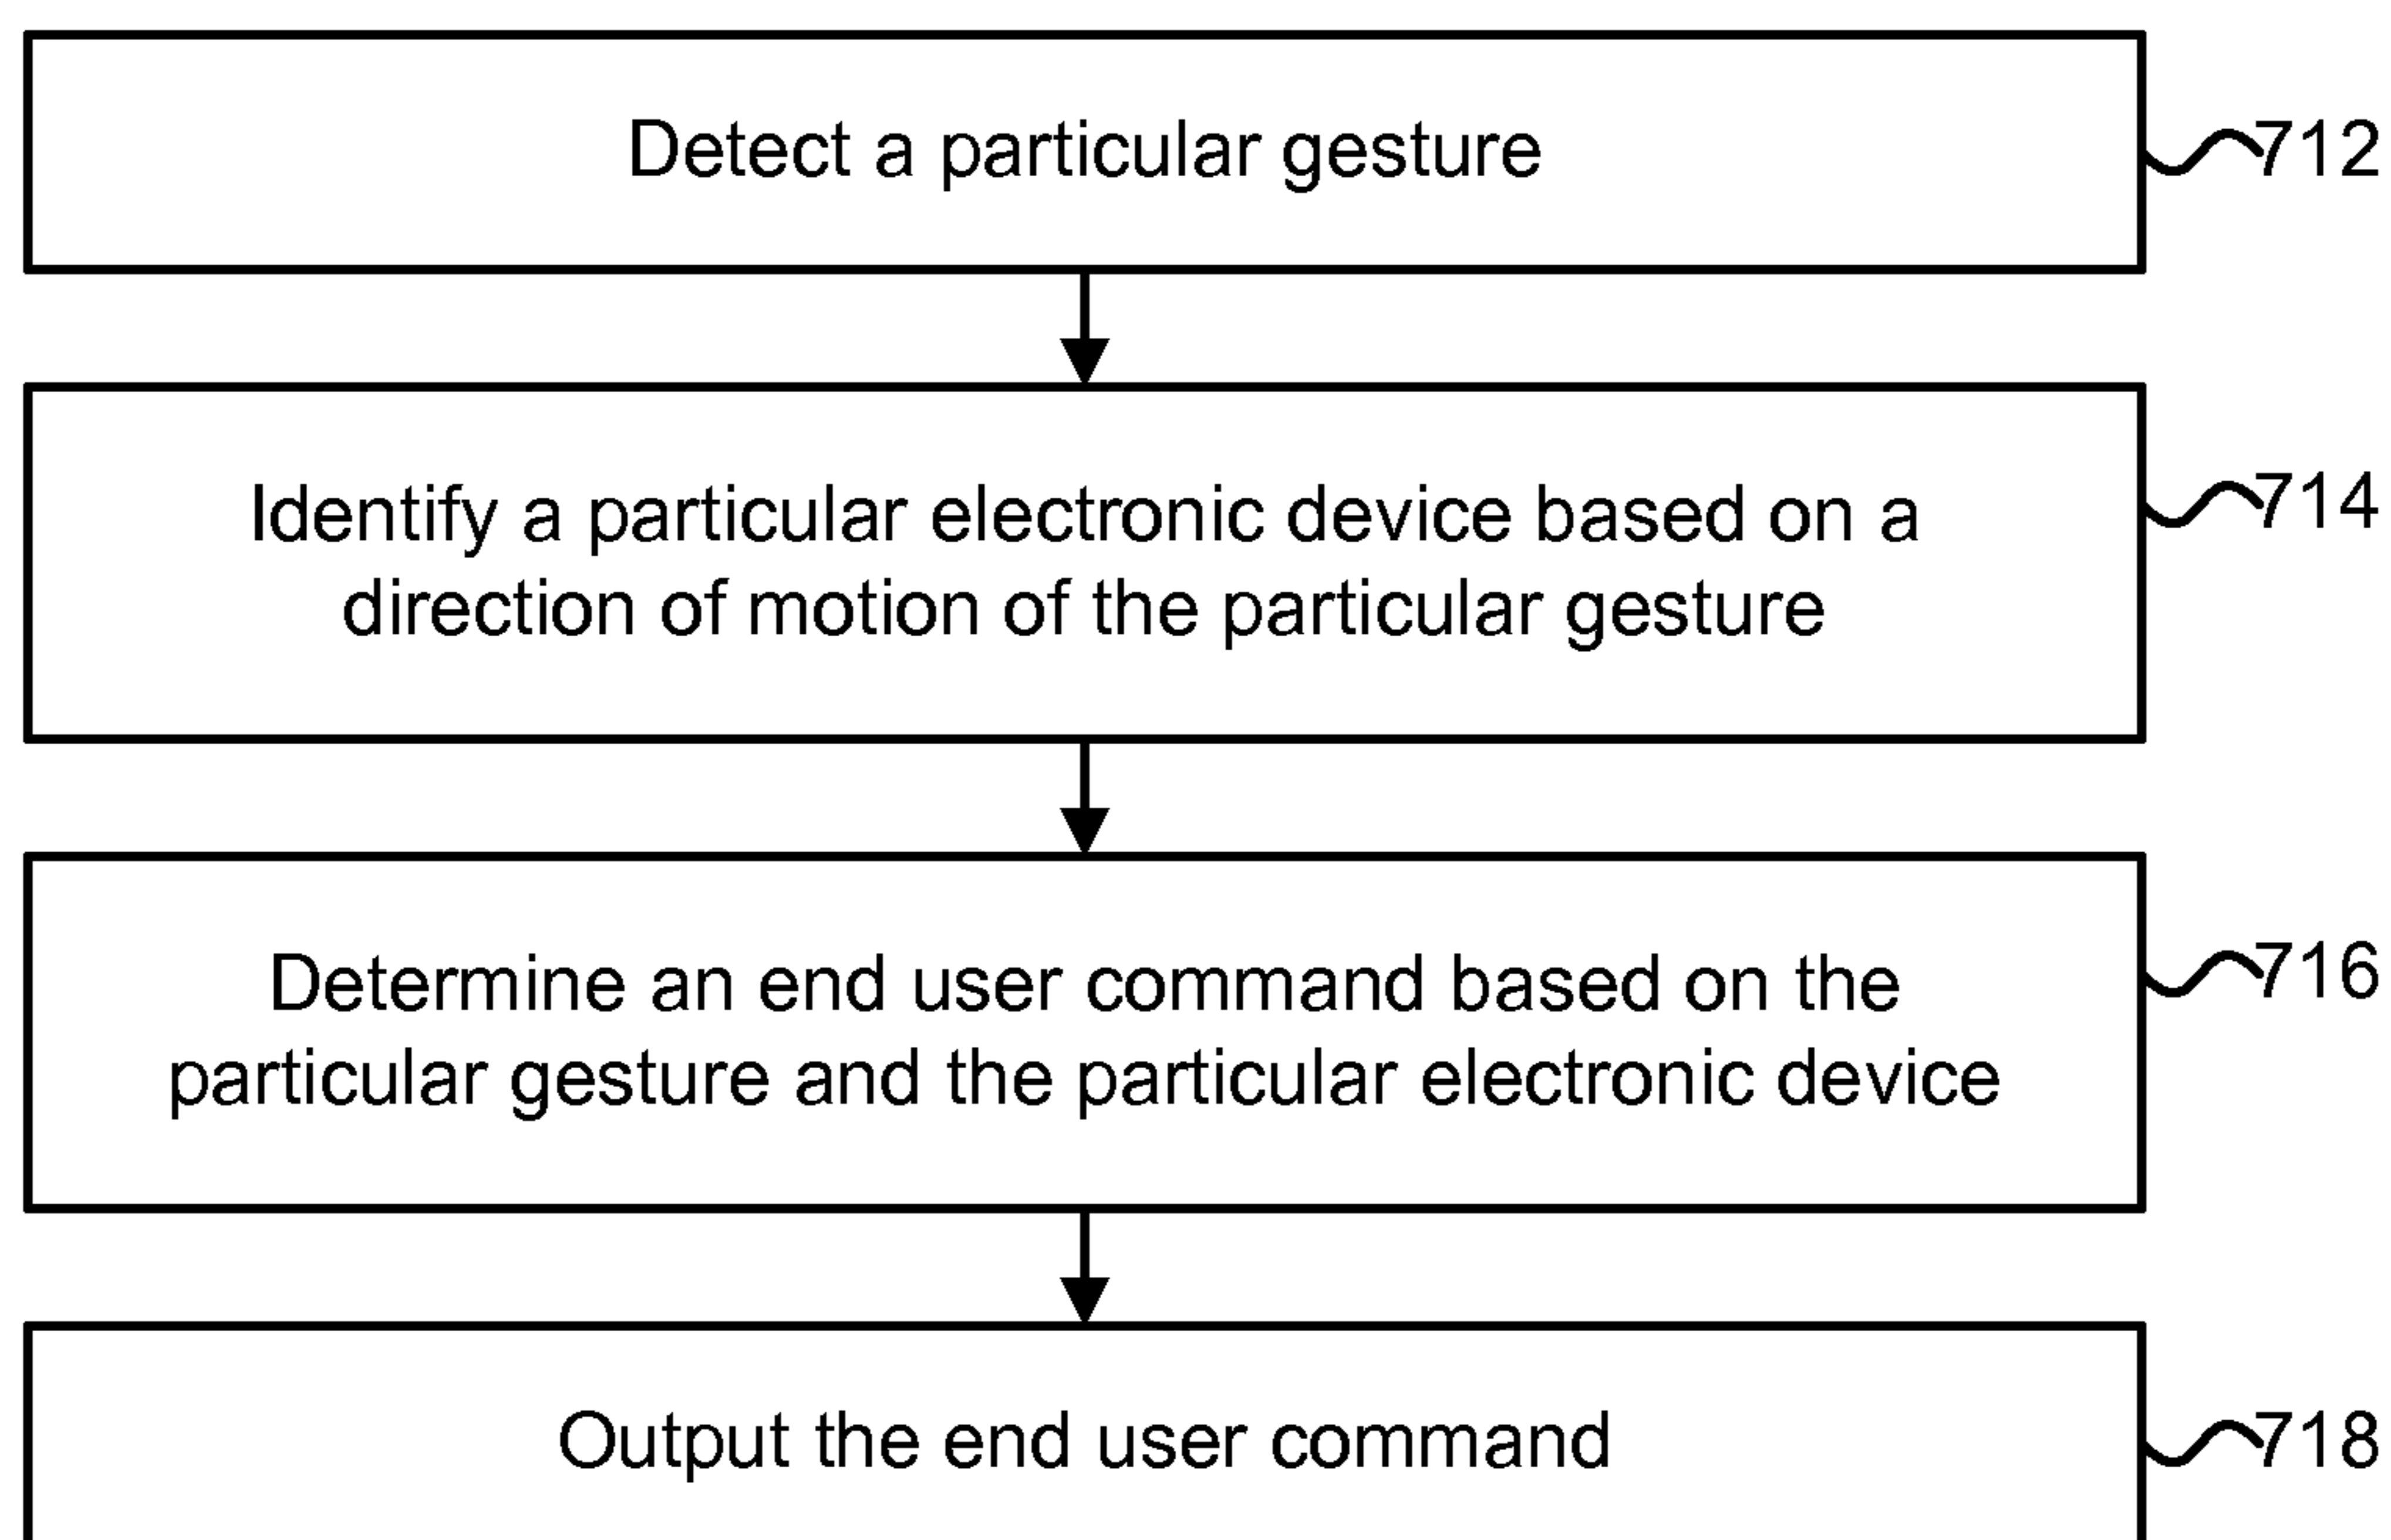 Detect a particular gesture
712
Identify a particular electronic device based on a
direction of motion of the particular gesture
714
Determine an end user command based on the
particular gesture and the particular electronic device
716
Output the end user command
718